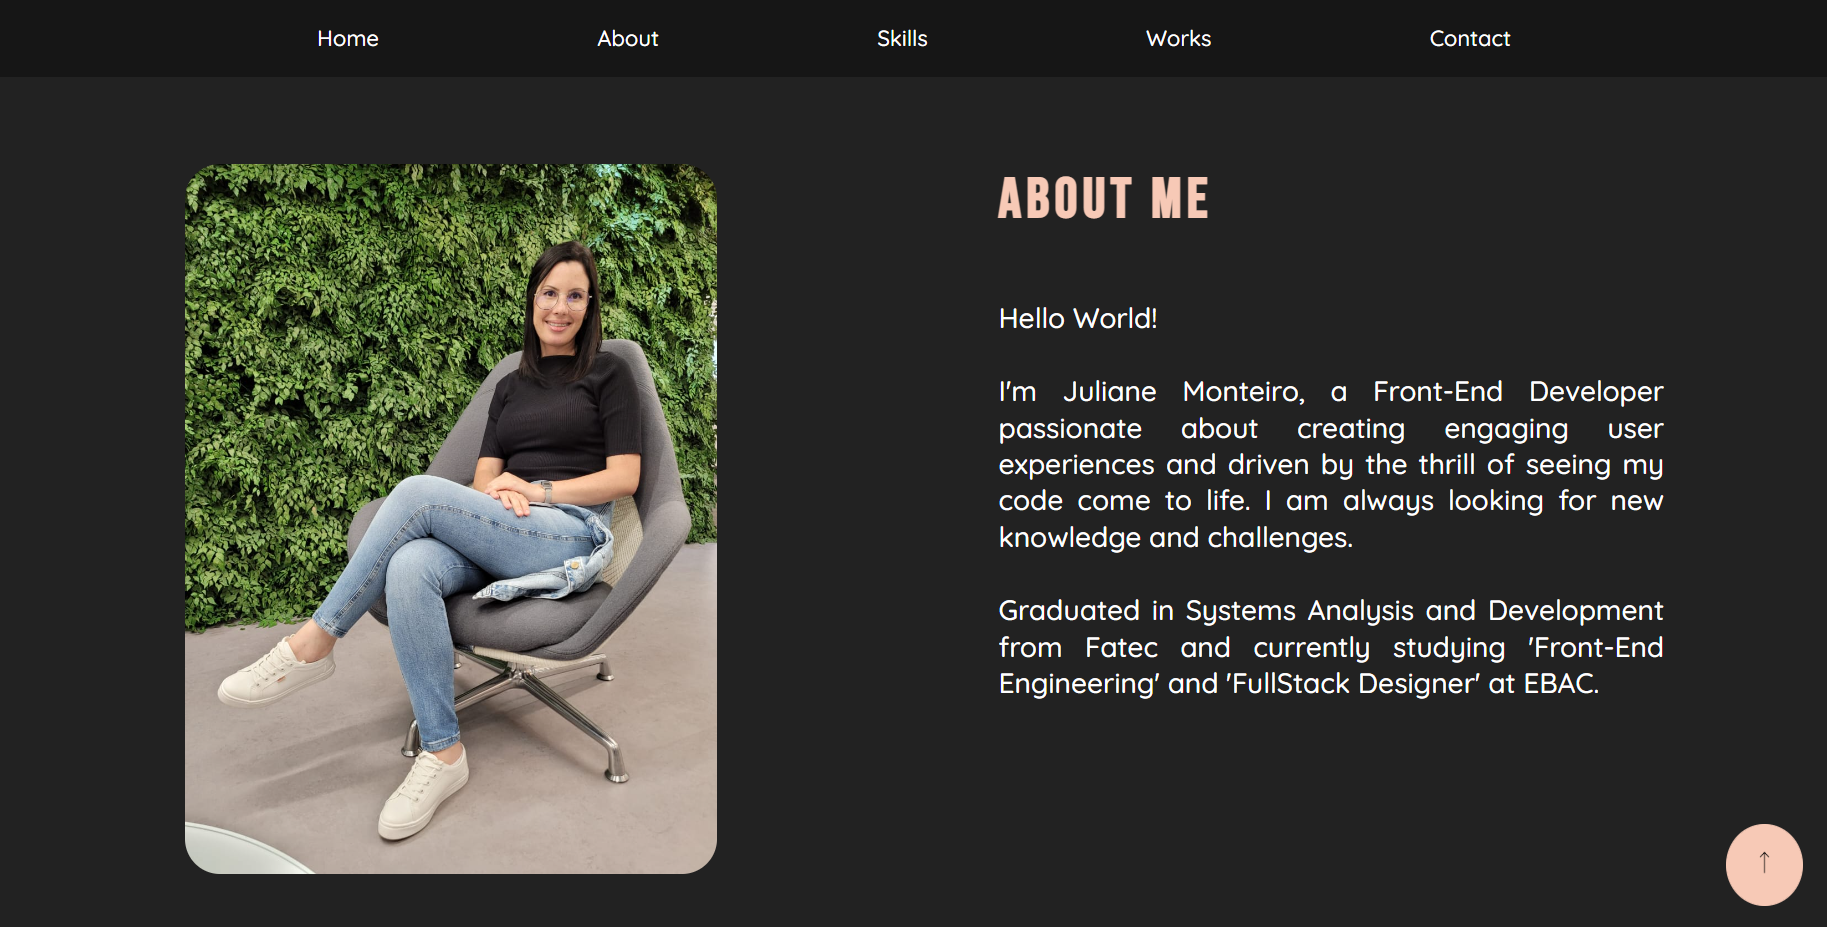 Home About Skills Works Contact
ABOUT ME
Hello World!
I'm Juliane Monteiro, a Front-End Developer
passionate about creating engaging user
experiences and driven by the thrill of seeing my
code come to life. I am always looking for new
knowledge and challenges.
Graduated in Systems Analysis and Development
from Fatec and currently studying 'Front-End
Engineering' and 'FullStack Designer' at EBAC.
↑